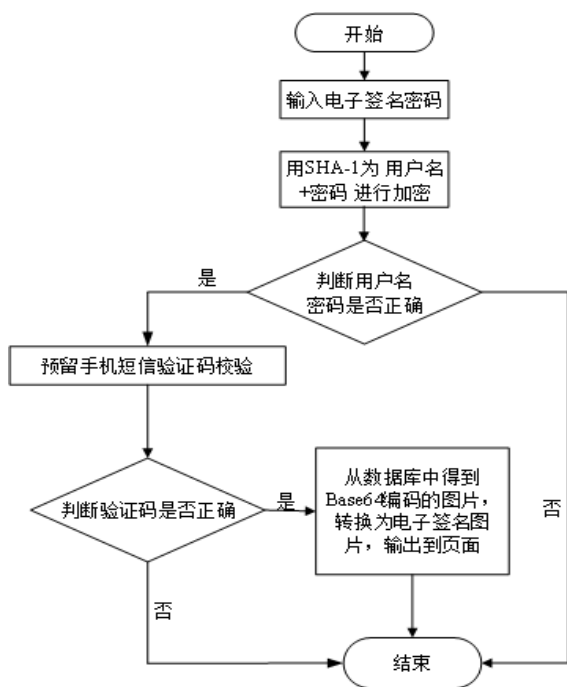 开始
输入电子签名密码
用SHA-1为 用户名
+密码 进行加密
判断用户名
密码是否正确
是
预留手机短信验证码校验
判断验证码是否正确
是
从数据库中得到
Base64编码的图片，
转换为电子签名图
片，输出到页面
否
否
结束